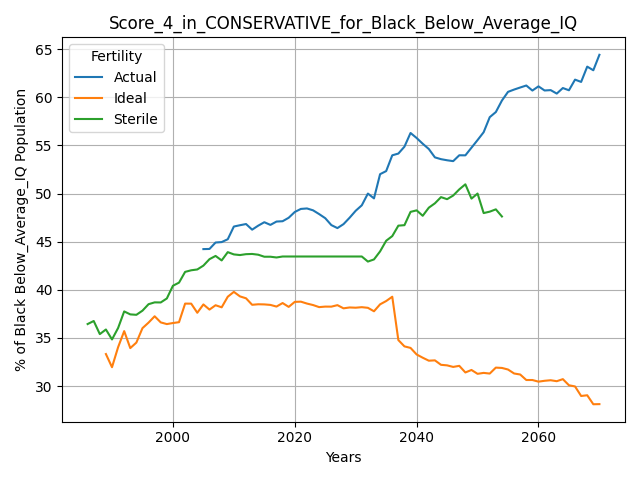 Score_4_in_CONSERVATIVE_for_Black_Below_Average_IQ
% of Black Below_Average_IQ Population
65
60
55
50
45
40
35
30
Fertility
Actual
Ideal
Sterile
2000
2020
2040
2060
Years